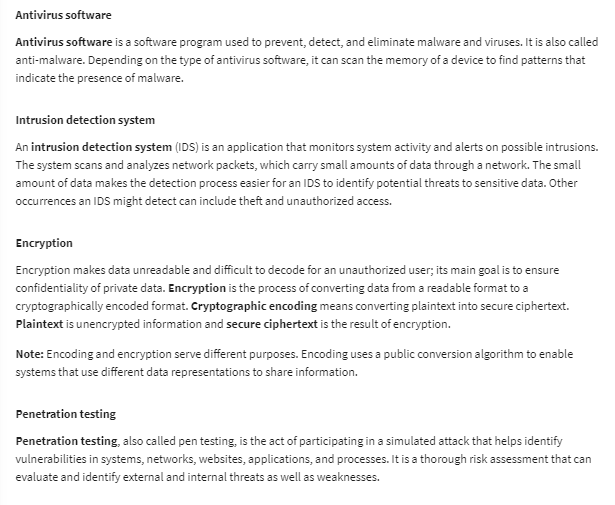 Antivirus software
Antivirus software is a software program used to prevent, detect, and eliminate malware and viruses. It is also called
anti-malware. Depending on the type of antivirus software, it can scan the memory of a device to find patterns that
indicate the presence of malware.
Intrusion detection system
An intrusion detection system (IDS) is an application that monitors system activity and alerts on possible intrusions.
The system scans and analyzes network packets, which carry small amounts of data through a network. The small
amount of data makes the detection process easier for an IDS to identify potential threats to sensitive data. Other
occurrences an IDS might detect can include theft and unauthorized access.
Encryption
Encryption makes data unreadable and difficult to decode for an unauthorized user; its main goal is to ensure
confidentiality of private data. Encryption is the process of converting data from a readable format to a
cryptographically encoded format. Cryptographic encoding means converting plaintext into secure ciphertext.
Plaintext is unencrypted information and secure ciphertext is the result of encryption.
Note: Encoding and encryption serve different purposes. Encoding uses a public conversion algorithm to enable
systems that use different data representations to share information.
Penetration testing
Penetration testing, also called pen testing, is the act of participating in a simulated attack that helps identify
vulnerabilities in systems, networks, websites, applications, and processes. It is a thorough risk assessment that can
evaluate and identify external and internal threats as well as weaknesses.